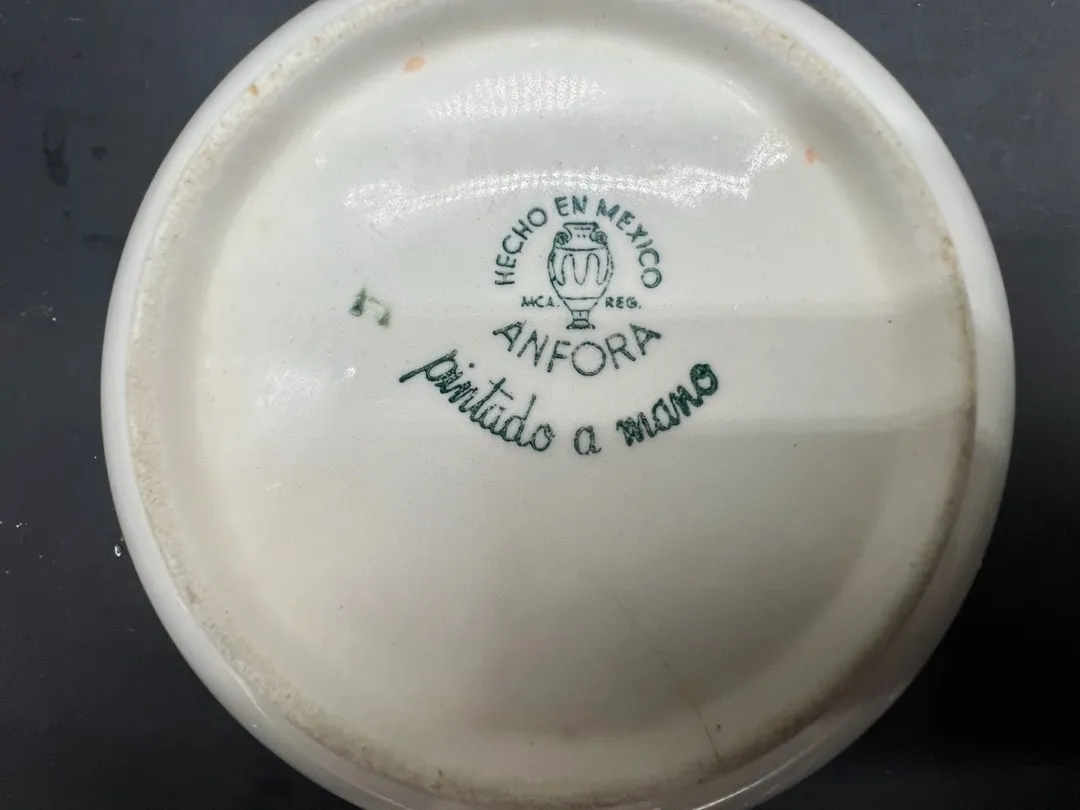 HECHO EN MEXICO
MCA. REG.
ANFORA
pintado a mano